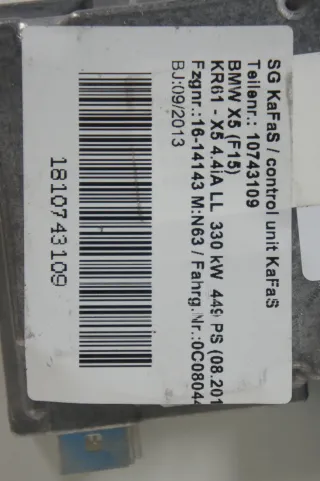 SG KaFaS / control unit KaFaS
Teilenr.: 10743109
BMW X5 (F15)
KR61 - X5 4.4iA LL 330 kW 449 PS (08.201
Fzgnr.:16-14143 M:N63 / Fahrg.Nr.:0C0804
BJ:09/2013
1810743109